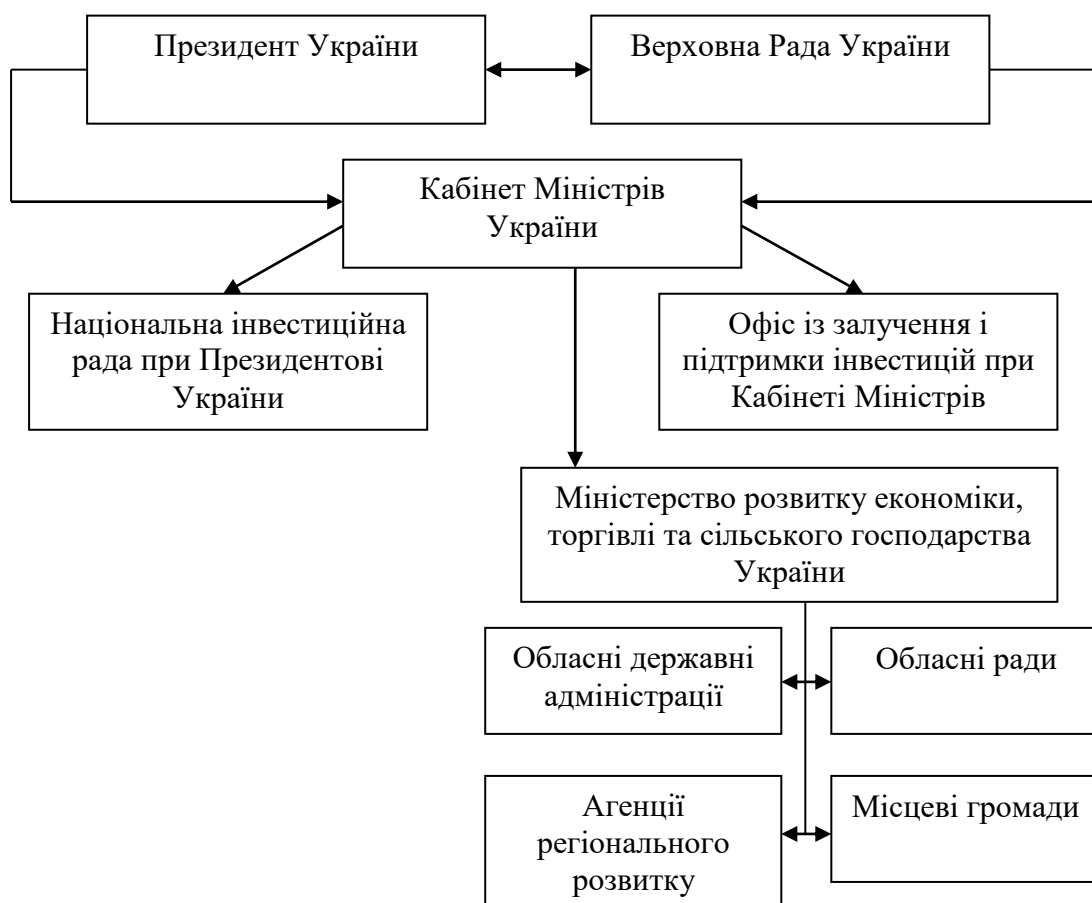 Президент України
Верховна Рада України
Кабінет Міністрів
України
Національна інвестиційна
рада при Президентові
України
Офіс із залучення і
підтримки інвестицій при
Кабінеті Міністрів
Міністерство розвитку економіки,
торгівлі та сільського господарства
України
Обласні державні
адміністрації
Обласні ради
Агенції
регіонального
розвитку
Місцеві громади